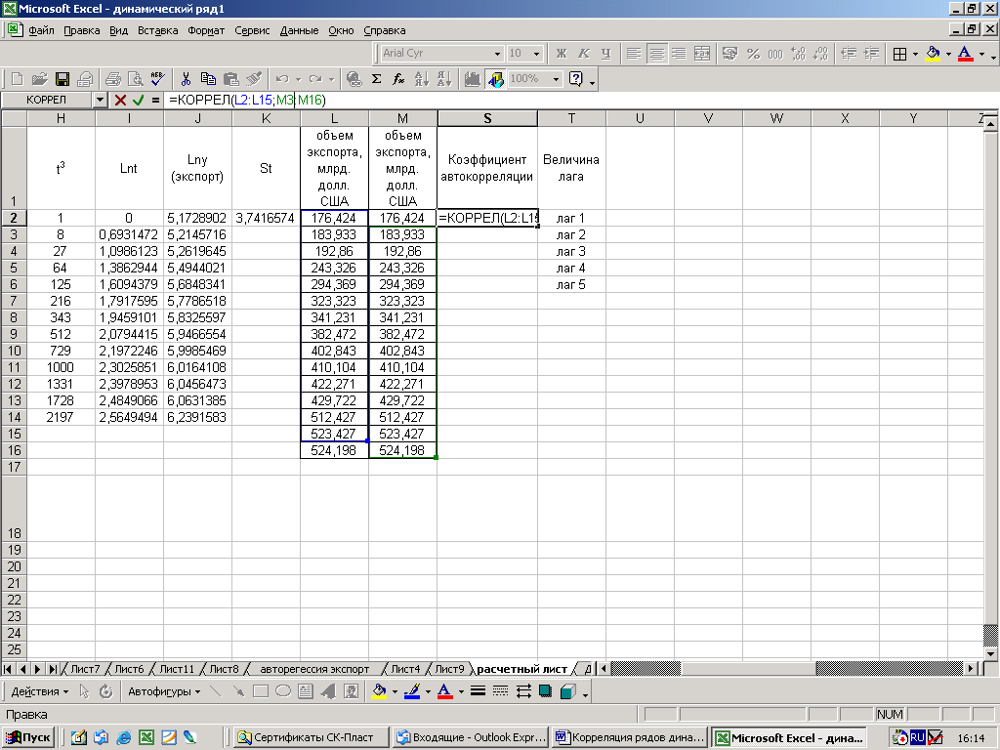 Microsoft Excel - динамический ряд1
Файл Правка Вид Вставка Формат Сервис Данные Окно Справка
Arial Cyr 10 Ж К Ч % 000
100%
КОРРЕЛ =КОРРЕЛ(L2:L15;M3:M16)
H I J K L M S T U V W X Y Z
1 t³ Lnt Lny (экспорт) St объем экспорта, млрд. долл. США объем экспорта, млрд. долл. США Коэффициент автокорреляции Величина лага
2 1 0 5,1728902 3,7416574 176,424 176,424 =КОРРЕЛ(L2:L15 лаг 1
3 8 0,6931472 5,2145716 183,933 183,933 лаг 2
4 27 1,0986123 5,2619645 192,86 192,86 лаг 3
5 64 1,3862944 5,4944021 243,326 243,326 лаг 4
6 125 1,6094379 5,6848341 294,369 294,369 лаг 5
7 216 1,7917595 5,7786518 323,323 323,323
8 343 1,9459101 5,8332597 341,231 341,231
9 512 2,0794415 5,9466554 382,472 382,472
10 729 2,1972246 5,9985469 402,843 402,843
11 1000 2,3025851 6,0164108 410,104 410,104
12 1331 2,3978953 6,0456473 422,271 422,271
13 1728 2,4849066 6,0631385 429,722 429,722
14 2197 2,5649494 6,2391583 512,427 512,427
15 523,427 523,427
16 524,198 524,198
17
18
19
20
21
22
23
24
25
Лист7 Лист6 Лист11 Лист8 авторегессия экспорт Лист4 Лист9 расчетный лист Д
Действия Автофигуры
Правка NUM
Пуск Сертификаты СК-Пласт Входящие - Outlook Expr... Корреляция рядов дина... Microsoft Excel - дина... RU 16:14